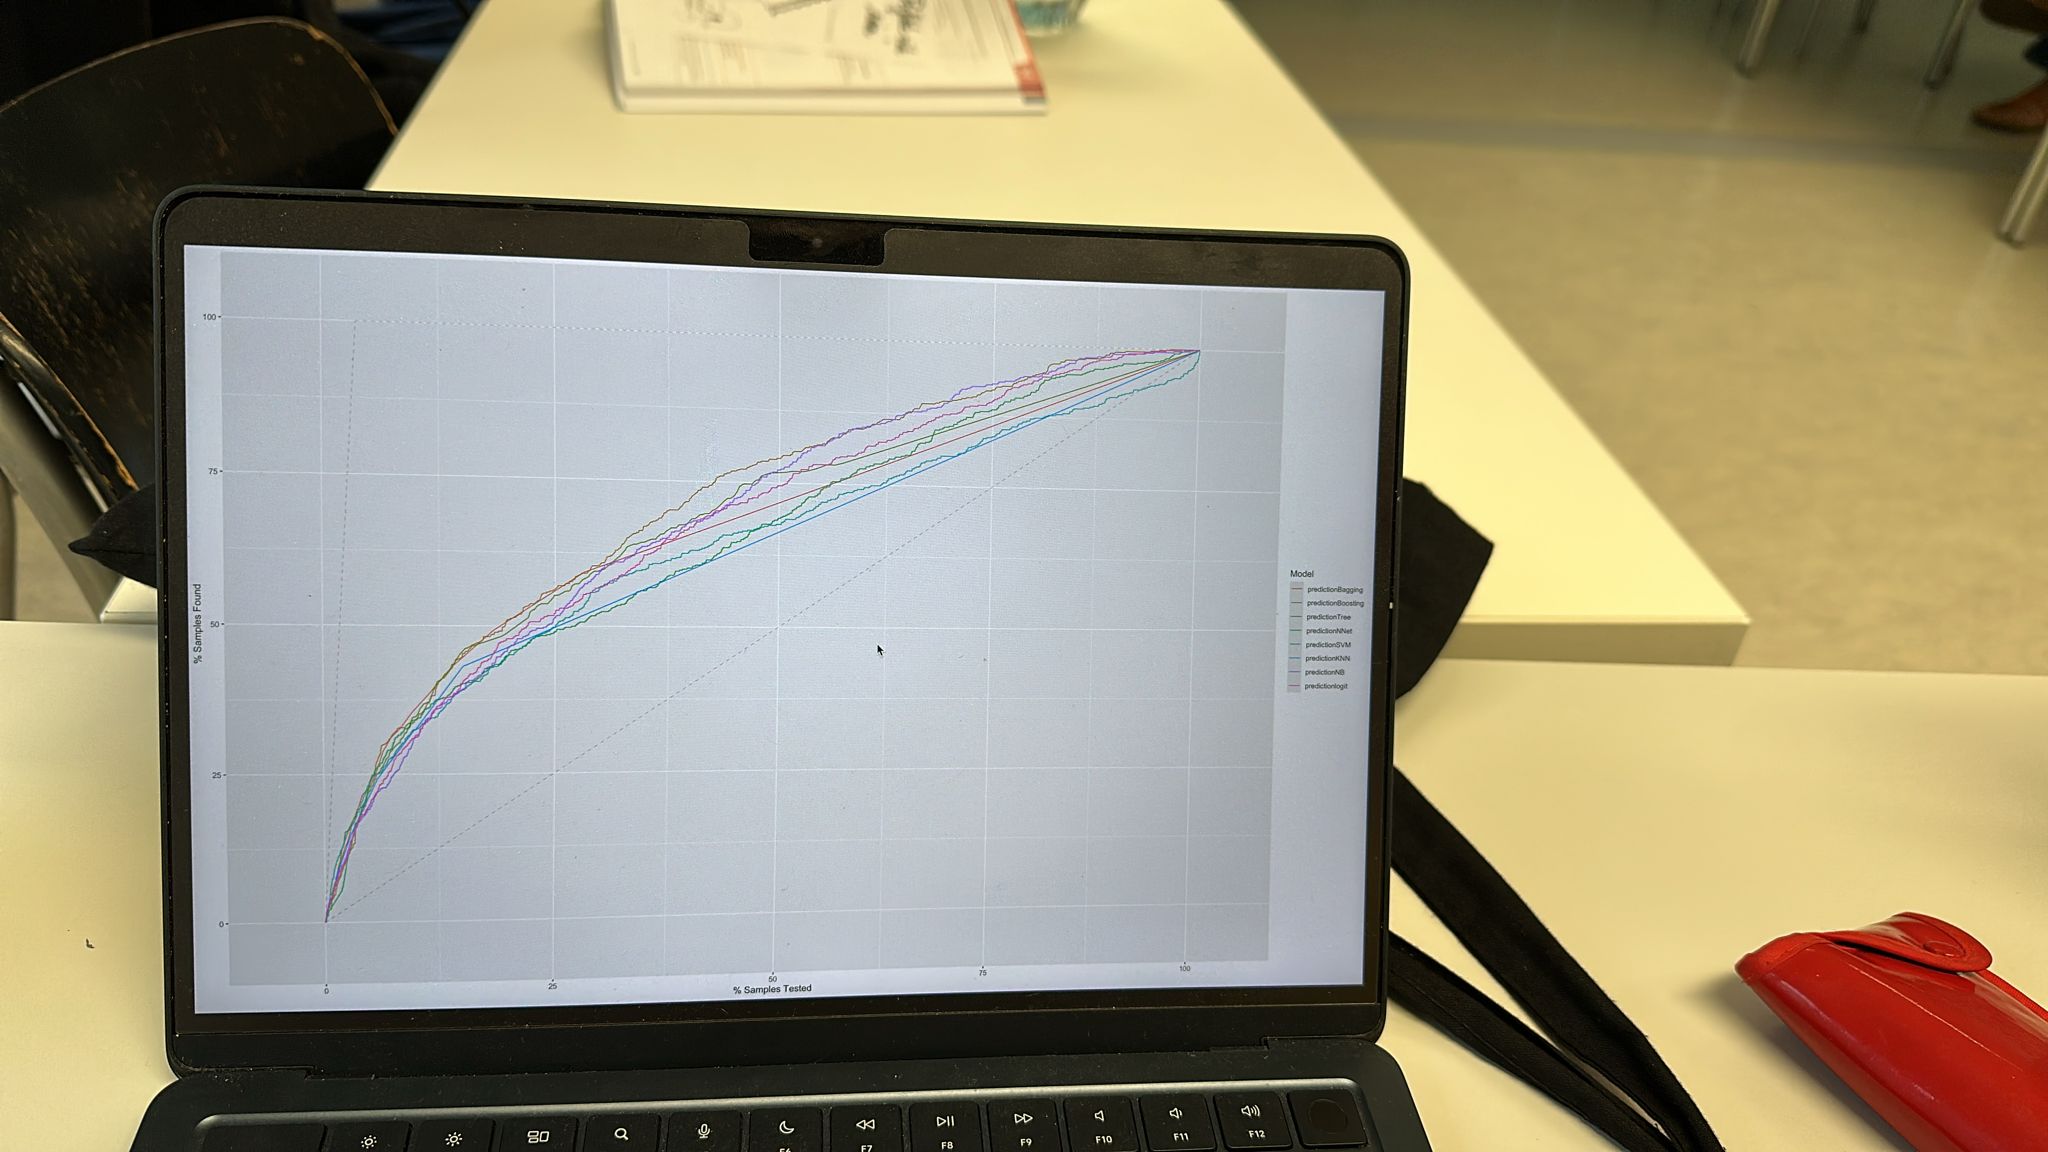 100
75
50
25
0
% Samples Found
0
25
50
75
100
% Samples Tested
Model
predictionBagging
predictionBoosting
predictionTree
predictionNNet
predictionSVM
predictionKNN
predictionNB
predictionlogit
F6
F7
F8
F9
F10
F11
F12